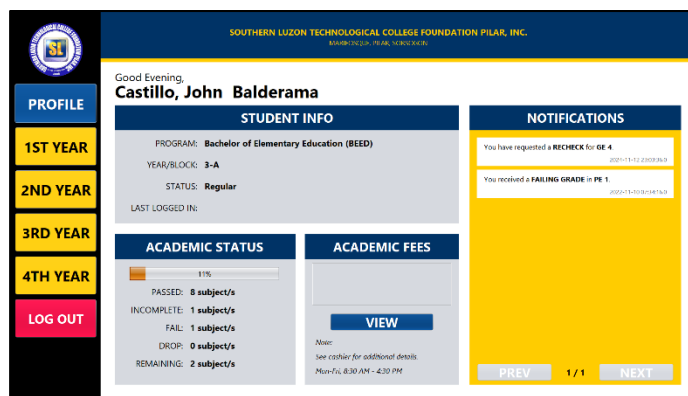 SOUTHERN LUZON TECHNOLOGICAL COLLEGE FOUNDATION PILAR, INC.
PILAR, SORSOGON
SL
PROFILE
1ST YEAR
2ND YEAR
3RD YEAR
4TH YEAR
LOG OUT
Good Evening,
Castillo, John Balderama
STUDENT INFO
PROGRAM: Bachelor of Elementary Education (BEED)
YEAR/BLOCK: 3-A
STATUS: Regular
LAST LOGGED IN:
ACADEMIC STATUS
11%
PASSED: 8 subject/s
INCOMPLETE: 1 subject/s
FAIL: 1 subject/s
DROP: 0 subject/s
REMAINING: 2 subject/s
ACADEMIC FEES
VIEW
Note:
See cashier for additional details.
Mon-Fri, 8:30 AM - 4:30 PM
NOTIFICATIONS
You have requested a RECHECK for GE 4.
You received a FAILING GRADE in PE 1.
PREV 1 / 1 NEXT